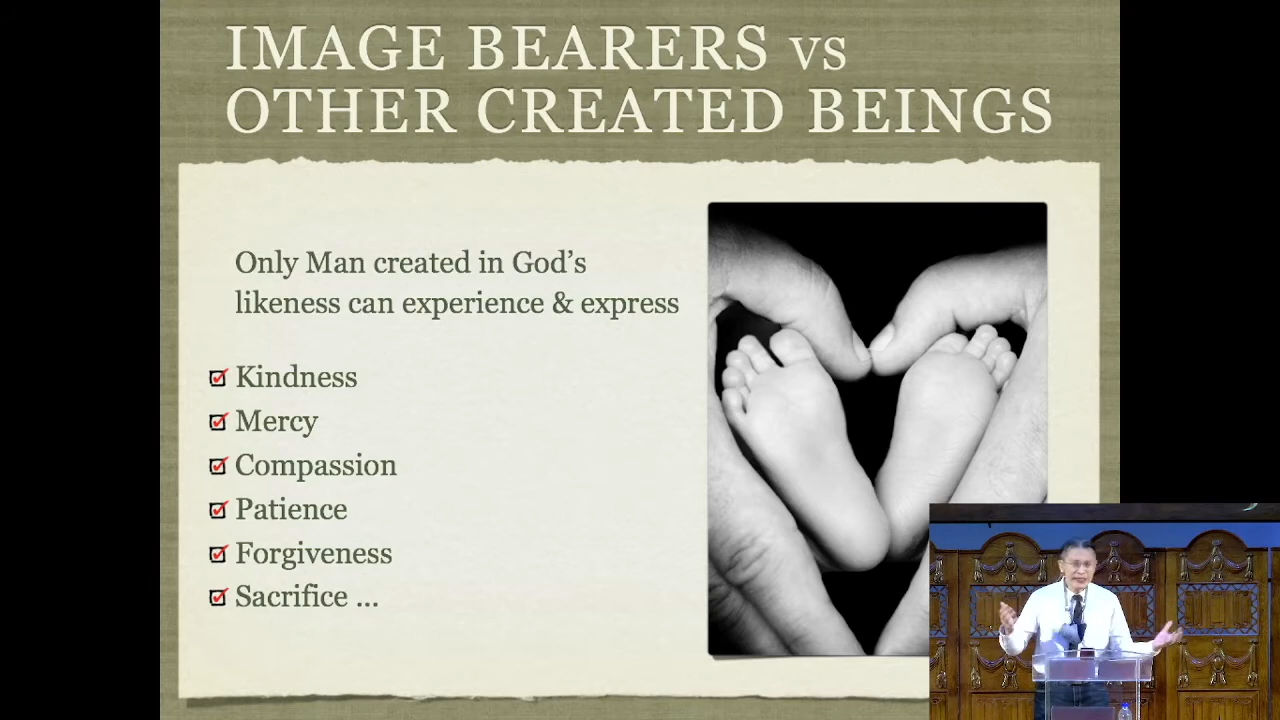 IMAGE BEARERS VS
OTHER CREATED BEINGS
Only Man created in God’s
likeness can experience & express
Kindness
Mercy
Compassion
Patience
Forgiveness
Sacrifice ...